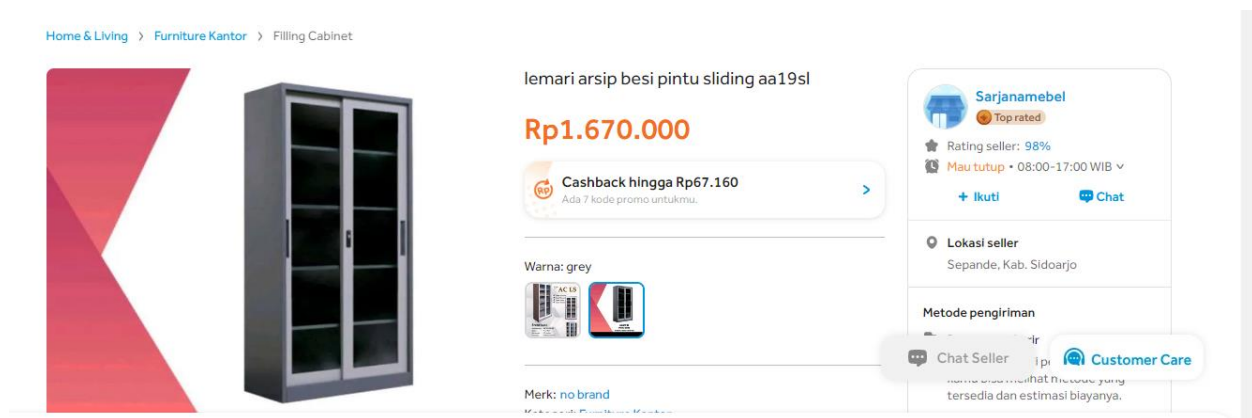 Home & Living > Furniture Kantor > Filling Cabinet
lemari arsip besi pintu sliding aa19sl
Rp1.670.000
Cashback hingga Rp67.160
Ada 7 kode promo untukmu.
Warna: grey
Merk: no brand
Kategori: Furniture Kantor
Sarjanamebel
Top rated
Rating seller: 98%
Mau tutup • 08:00-17:00 WIB
+ Ikuti
Chat
Lokasi seller
Sepande, Kab. Sidoarjo
Metode pengiriman
Chat Seller
Customer Care
kamu bisa melihat metode yang
tersedia dan estimasi biayanya.